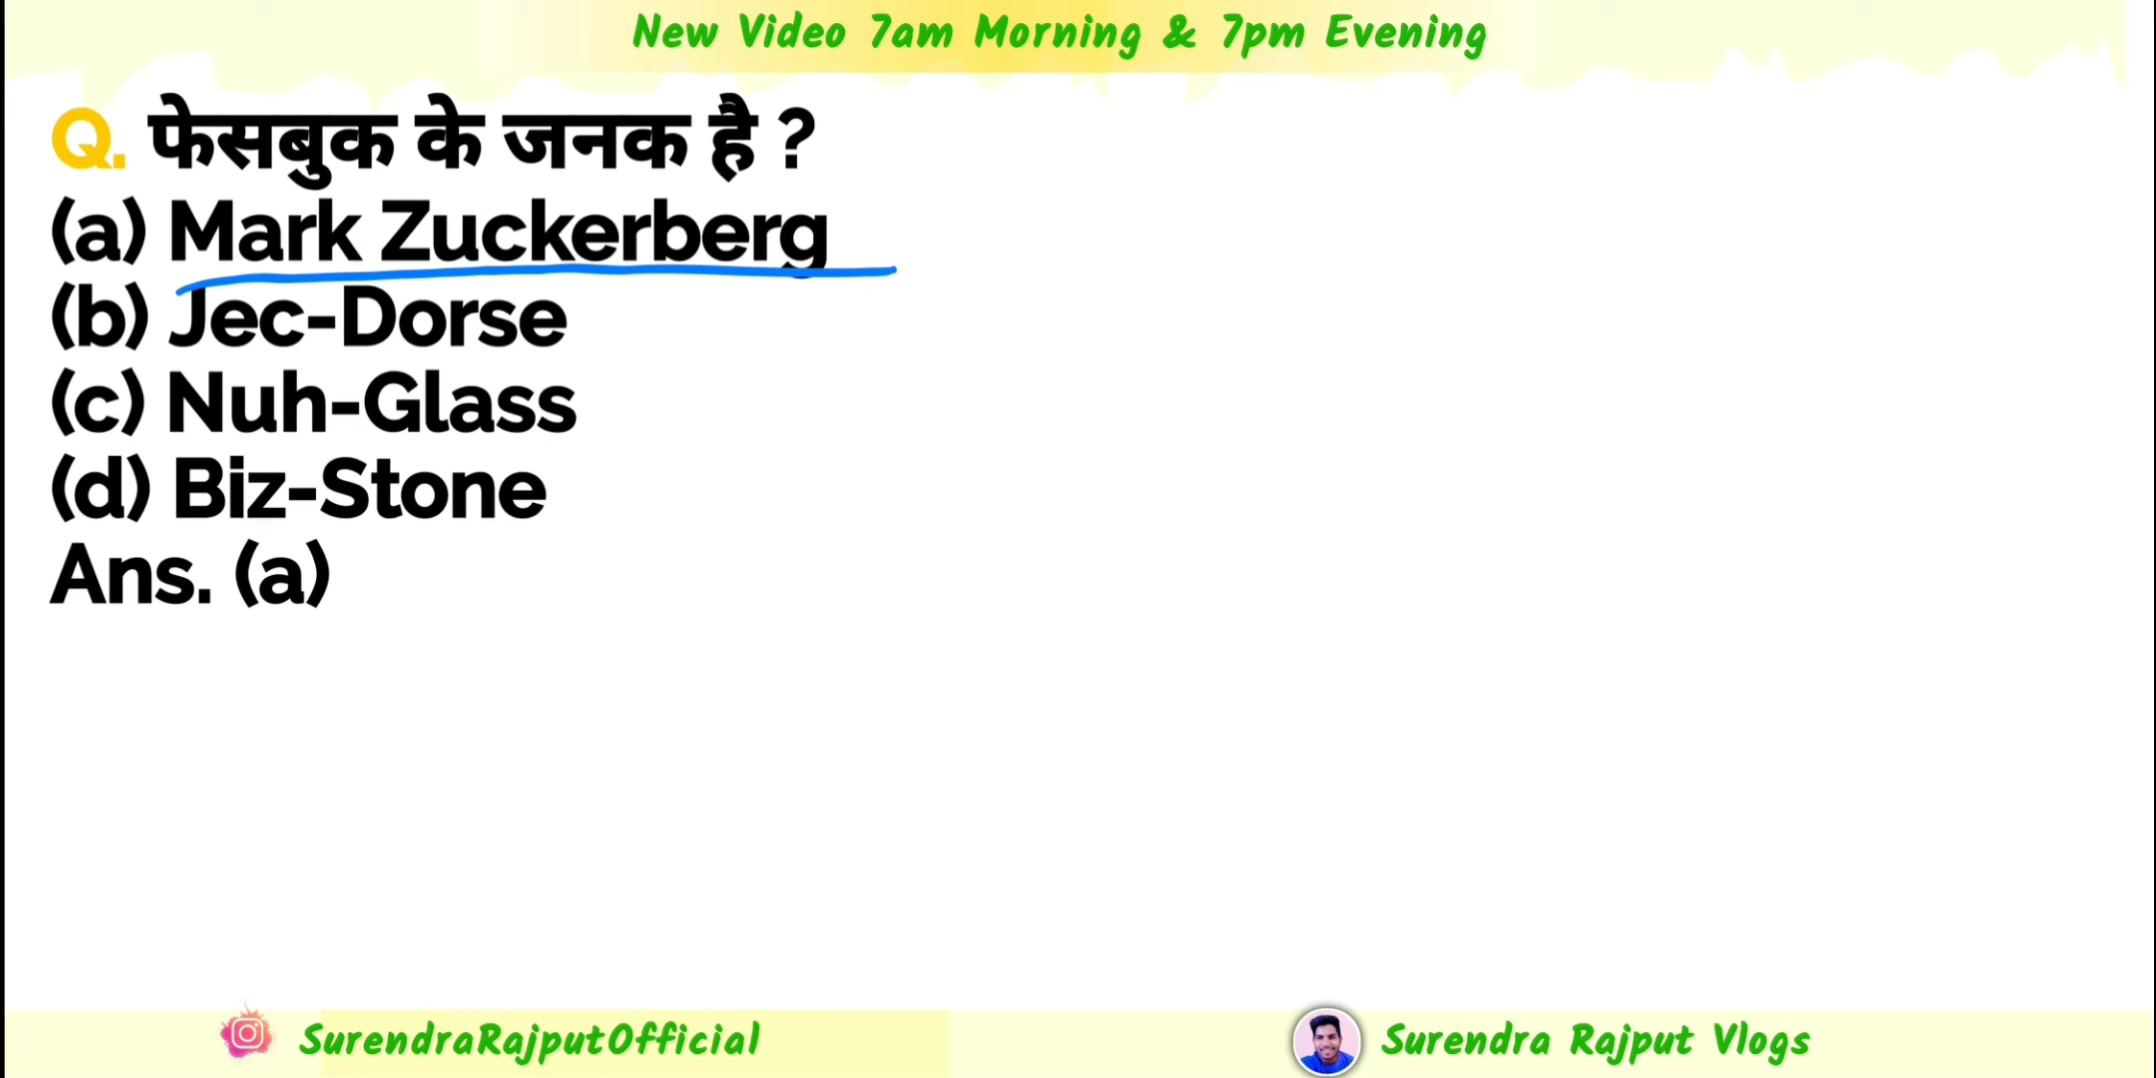 New Video 7am Morning & 7pm Evening
Q. फेसबुक के जनक है ?
(a) Mark Zuckerberg
(b) Jec-Dorse
(c) Nuh-Glass
(d) Biz-Stone
Ans. (a)
SurendraRajputOfficial
Surendra Rajput Vlogs